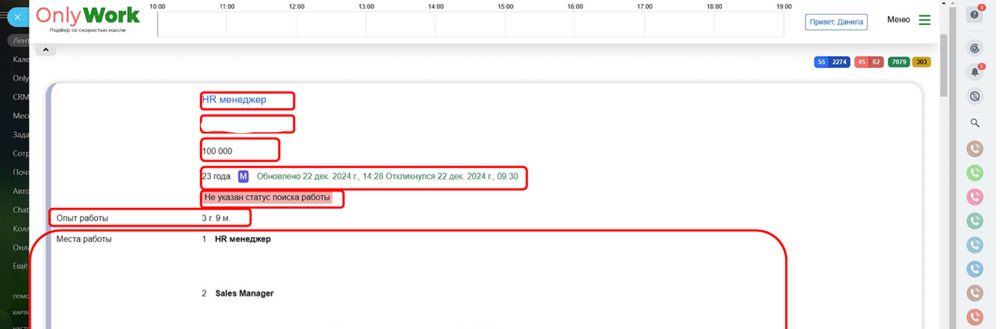 10:00 11:00 12:00 13:00 14:00 15:00 16:00 17:00 18:00 19:00
OnlyWork
Подбор со скоростью мысли
Привет, Данила
Меню
3
1
55 2274 45 62 7079 303
Лент
Кале
Only
CRM
Месс
Зада
Сотр
Почт
Авто
Chat
Колл
Онла
Ещё
ПОМО
КАРТА
НАСТР
HR менеджер
100 000
23 года М Обновлено 22 дек. 2024 г., 14:28 Откликнулся 22 дек. 2024 г., 09:30
Не указан статус поиска работы
Опыт работы 3 г. 9 м.
Места работы 1 HR менеджер
2 Sales Manager